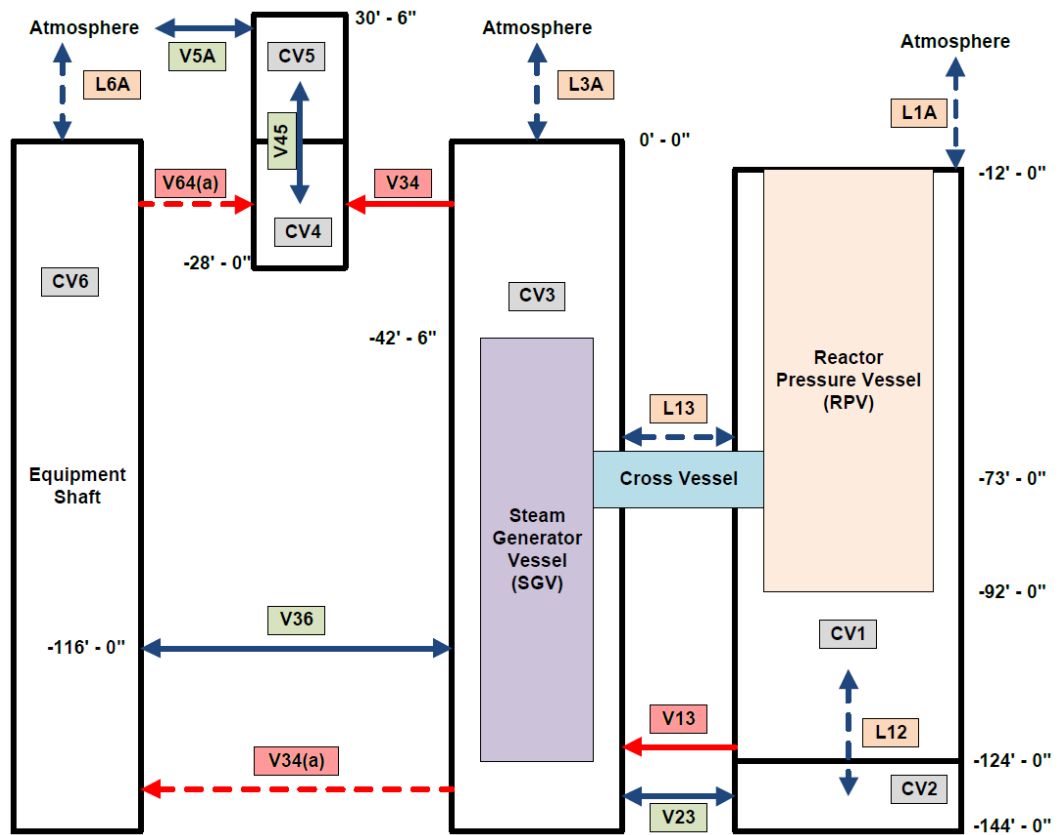 30' - 6"
Atmosphere
Atmosphere
Atmosphere
V5A
CV5
L6A
L3A
L1A
V45
0' - 0"
-12' - 0"
V64(a)
V34
CV4
-28' - 0"
CV6
CV3
-42' - 6"
Reactor
Pressure Vessel
(RPV)
L13
Equipment
Shaft
Cross Vessel
-73' - 0"
Steam
Generator
Vessel
(SGV)
-92' - 0"
V36
CV1
-116' - 0"
V13
L12
V34(a)
-124' - 0"
CV2
V23
-144' - 0"